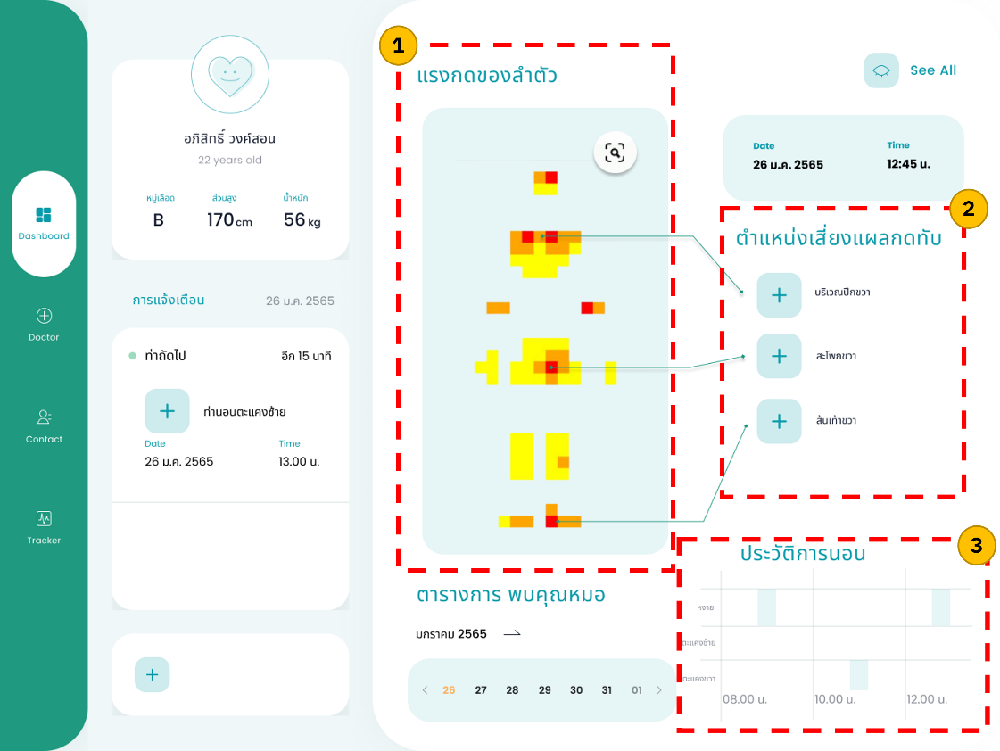 Dashboard
Doctor
Contact
Tracker
อภิสิทธิ์ วงค์สอน
22 years old
หมู่เลือด ส่วนสูง น้ำหนัก
B 170 cm 56 kg
การแจ้งเตือน 26 ม.ค. 2565
ท่าถัดไป อีก 15 นาที
ท่านอนตะแคงซ้าย
Date Time
26 ม.ค. 2565 13.00 น.
1
แรงกดของลำตัว
See All
Date Time
26 ม.ค. 2565 12:45 น.
2
ตำแหน่งเสี่ยงแผลกดทับ
บริเวณปีกขวา
สะโพกขวา
ส้นเท้าขวา
ตารางการ พบคุณหมอ
มกราคม 2565
26 27 28 29 30 31 01
3
ประวัติการนอน
หงาย
ตะแคงซ้าย
ตะแคงขวา
08.00 น. 10.00 น. 12.00 น.